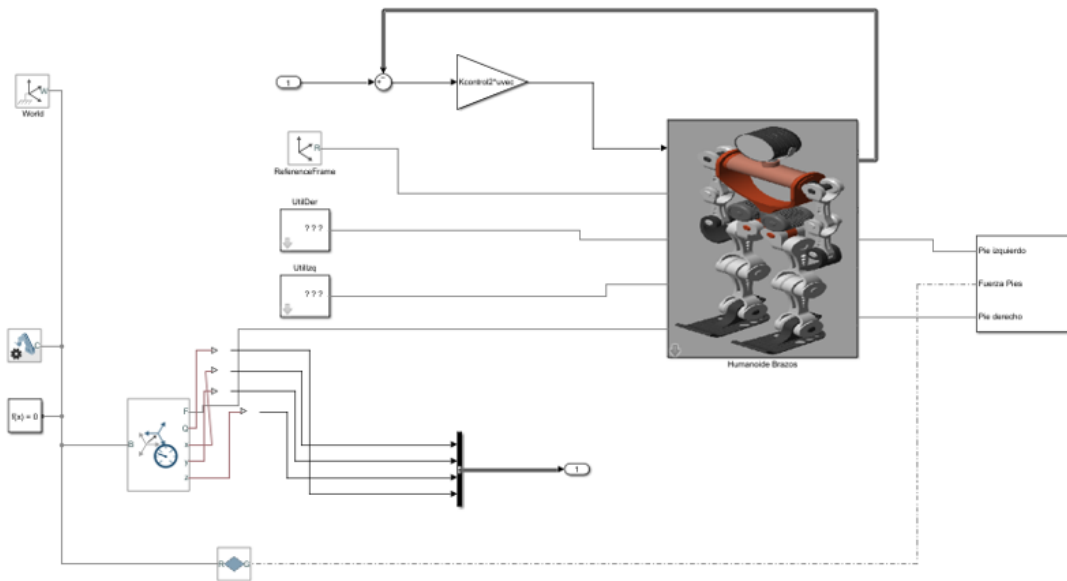 W
World
1
+
−
Kcontrol2*uvec
R
ReferenceFrame
UtilDer
? ? ?
UtilIzq
? ? ?
Humanoide Brazos
Pie izquierdo
Fuerza Pies
Pie derecho
C
f(x) = 0
B
F
Q
x
y
z
1
R
G